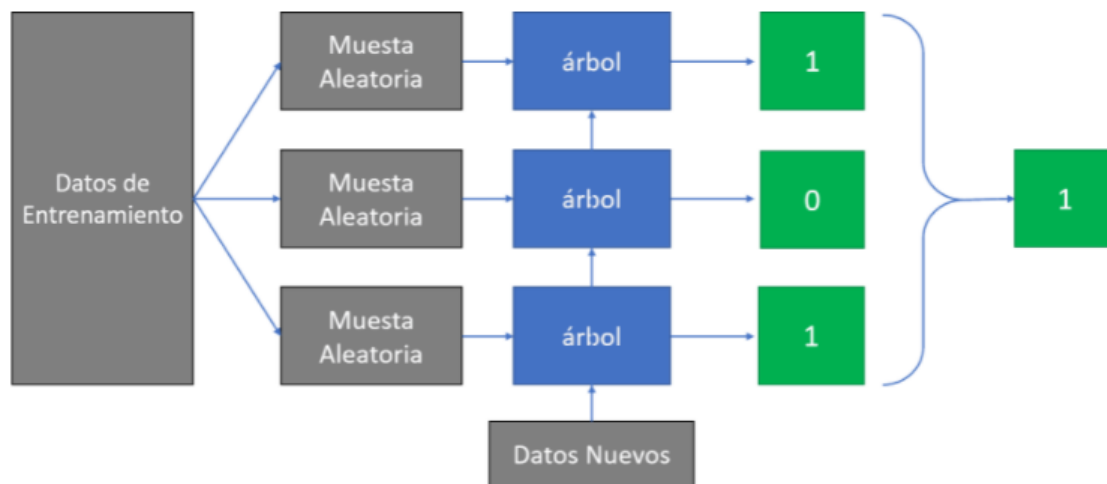 Datos de
Entrenamiento
Muesta
Aleatoria
árbol
1
Muesta
Aleatoria
árbol
0
1
Muesta
Aleatoria
árbol
1
Datos Nuevos